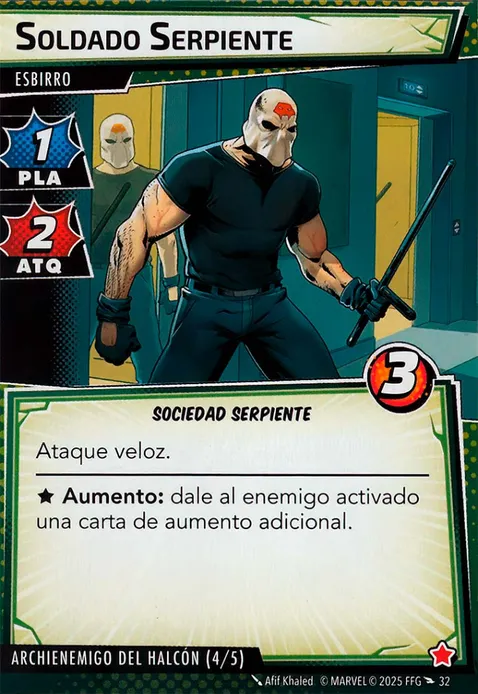 SOLDADO SERPIENTE
ESBIRRO
1
PLA
2
ATQ
3
SOCIEDAD SERPIENTE
Ataque veloz.
★ Aumento: dale al enemigo activado
una carta de aumento adicional.
ARCHIENEMIGO DEL HALCÓN (4/5)
Afif Khaled © MARVEL © 2025 FFG 32